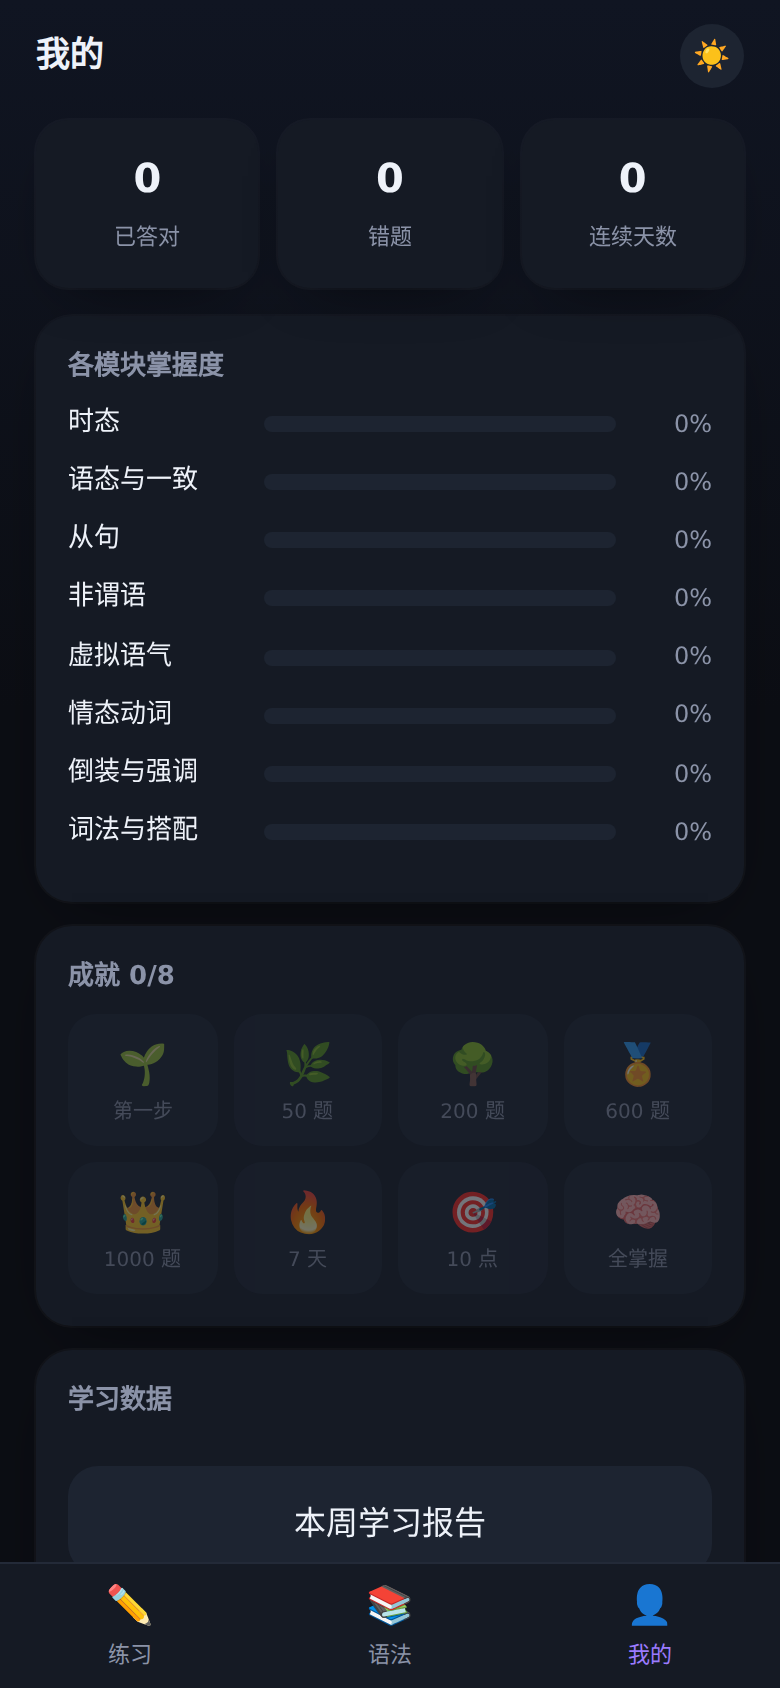 我的
0
已答对
0
错题
0
连续天数
各模块掌握度
时态 0%
语态与一致 0%
从句 0%
非谓语 0%
虚拟语气 0%
情态动词 0%
倒装与强调 0%
词法与搭配 0%
成就 0/8
第一步
50 题
200 题
600 题
1000 题
7 天
10 点
全掌握
学习数据
本周学习报告
练习
语法
我的